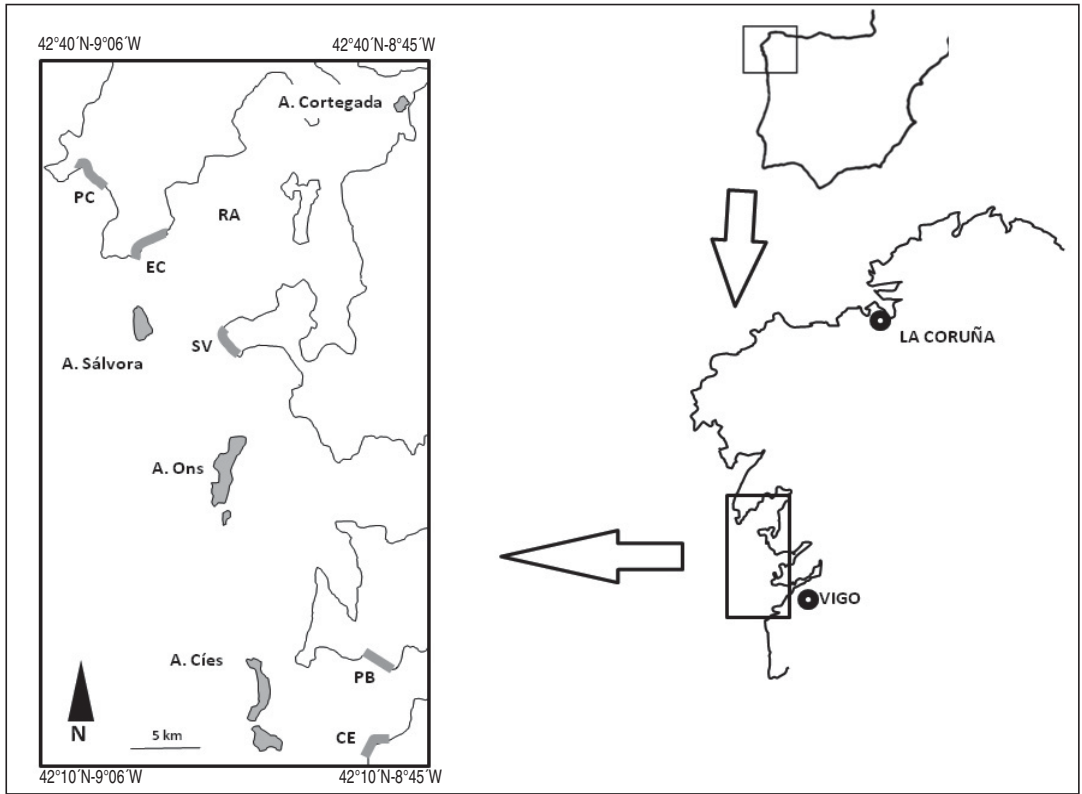 42°40´N-9°06´W
42°40´N-8°45´W
A. Cortegada
PC
RA
EC
SV
A. Sálvora
A. Ons
A. Cíes
PB
N
5 km
CE
42°10´N-9°06´W
42°10´N-8°45´W
LA CORUÑA
VIGO